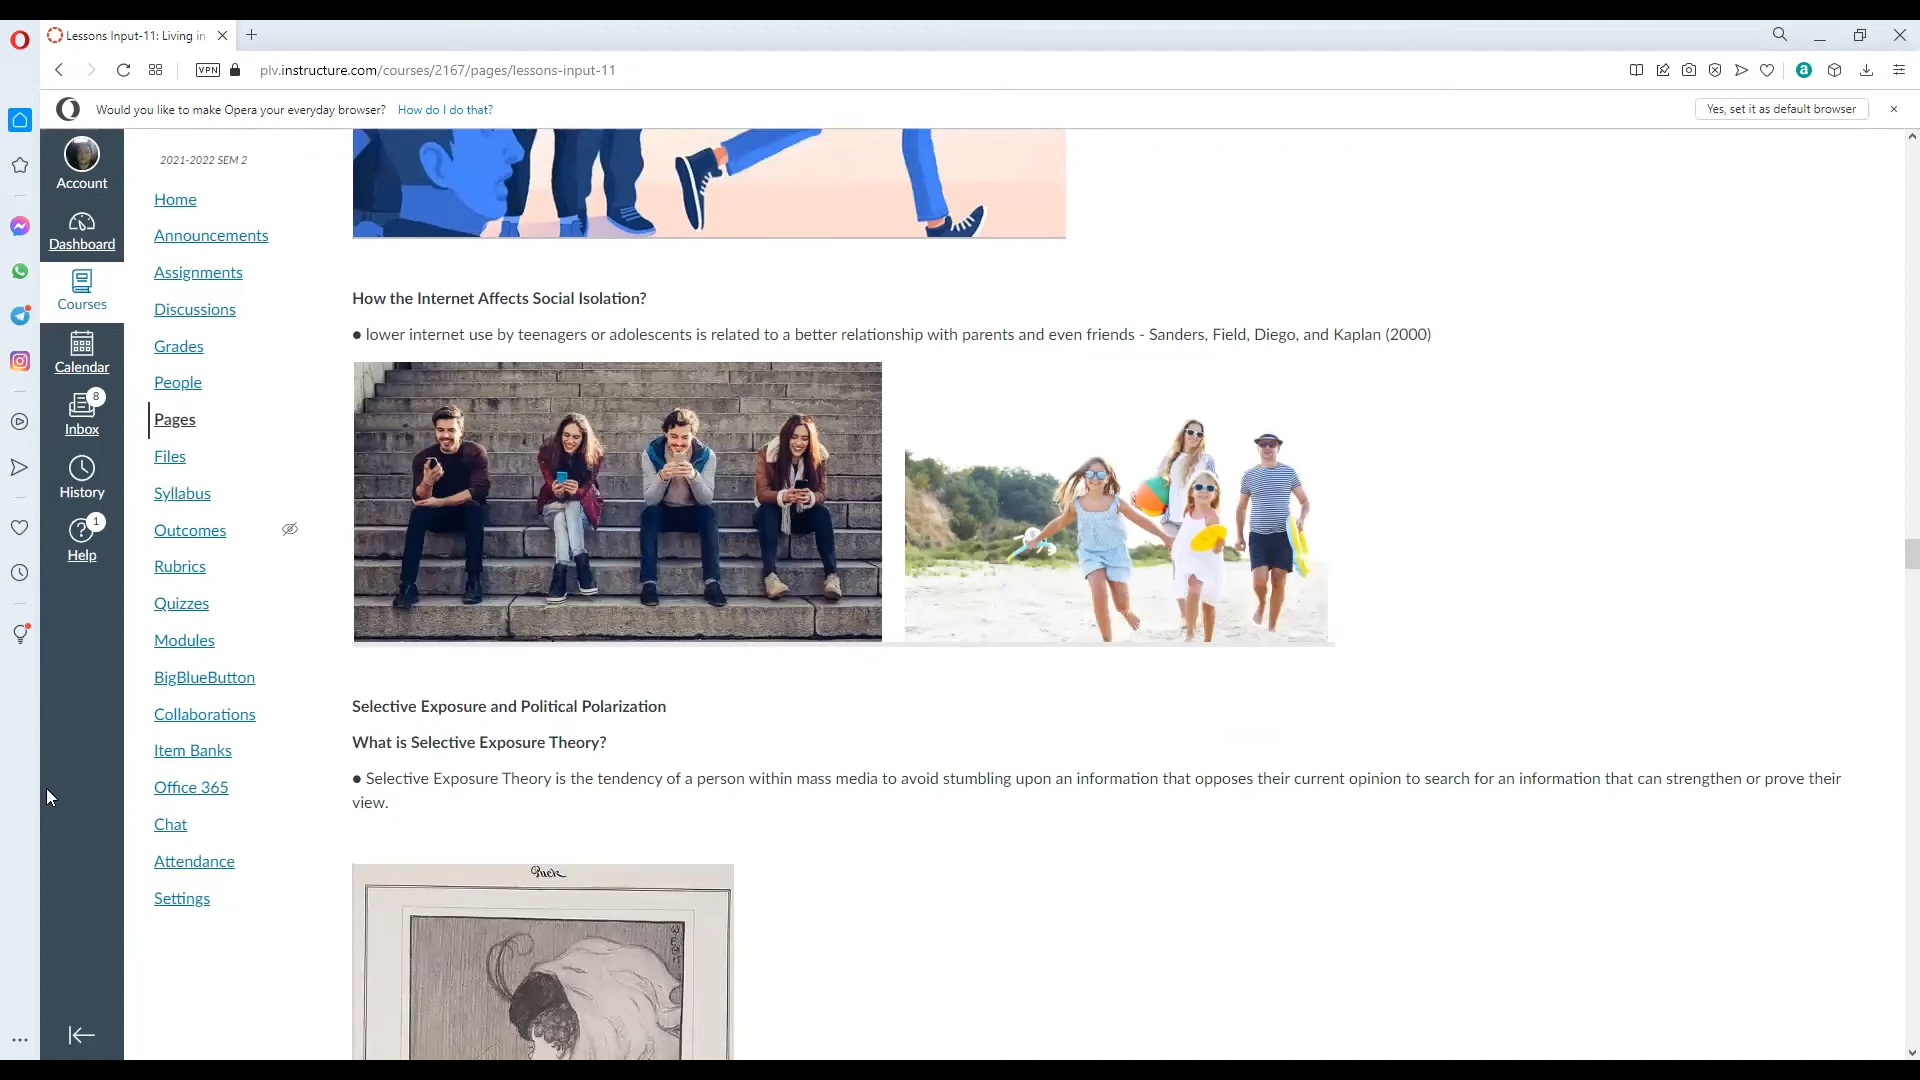 Lessons Input-11: Living in
VPN
plv.instructure.com/courses/2167/pages/lessons-input-11
a
Would you like to make Opera your everyday browser? How do I do that?
Yes, set it as default browser
Account
Dashboard
Courses
Calendar
8
Inbox
History
1
Help
2021-2022 SEM 2
Home
Announcements
Assignments
Discussions
Grades
People
Pages
Files
Syllabus
Outcomes
Rubrics
Quizzes
Modules
BigBlueButton
Collaborations
Item Banks
Office 365
Chat
Attendance
Settings
How the Internet Affects Social Isolation?
● lower internet use by teenagers or adolescents is related to a better relationship with parents and even friends - Sanders, Field, Diego, and Kaplan (2000)
Selective Exposure and Political Polarization
What is Selective Exposure Theory?
● Selective Exposure Theory is the tendency of a person within mass media to avoid stumbling upon an information that opposes their current opinion to search for an information that can strengthen or prove their
view.
Puck